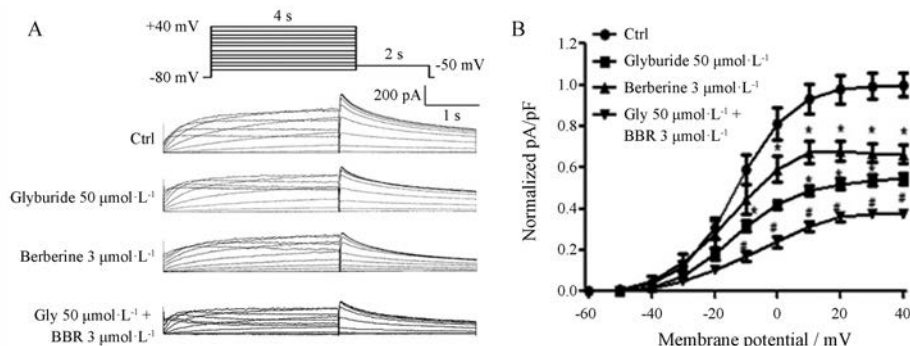 A
4 s
+40 mV
2 s
-80 mV
-50 mV
200 pA
1 s
Ctrl
Glyburide 50 μmol·L-1
Berberine 3 μmol·L-1
Gly 50 μmol·L-1 +
BBR 3 μmol·L-1
B
Ctrl
Glyburide 50 μmol·L-1
Berberine 3 μmol·L-1
Gly 50 μmol·L-1 +
BBR 3 μmol·L-1
Normalized pA/pF
1.2
1.0
0.8
0.6
0.4
0.2
0.0
* * * * *
* * * * *
# # # # # #
-60 -40 -20 0 20 40
Membrane potential / mV